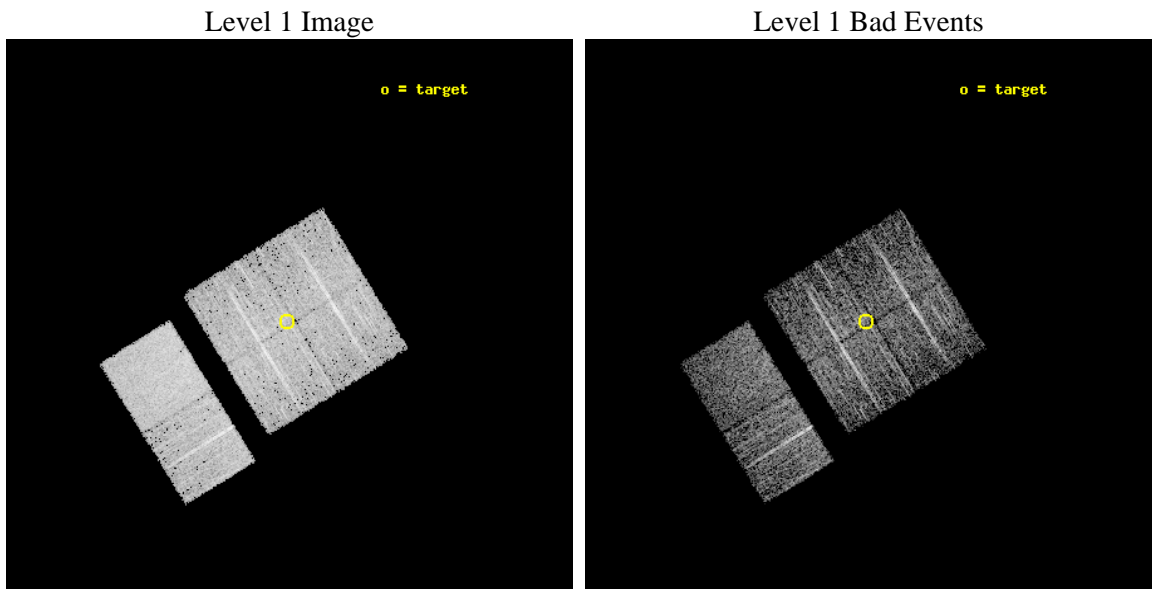 Level 1 Image
Level 1 Bad Events
o = target
o = target